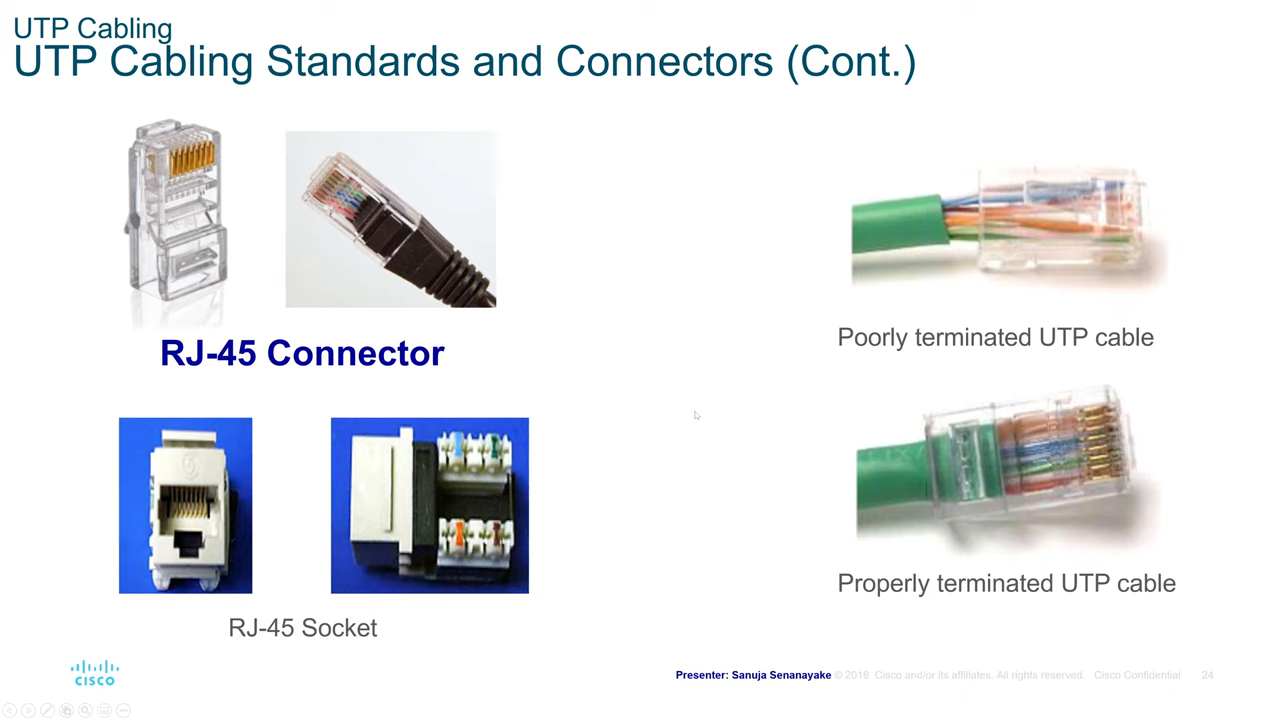 UTP Cabling
UTP Cabling Standards and Connectors (Cont.)
RJ-45 Connector
Poorly terminated UTP cable
Properly terminated UTP cable
RJ-45 Socket
CISCO
Presenter: Sanuja Senanayake © 2016 Cisco and/or its affiliates. All rights reserved. Cisco Confidential 24